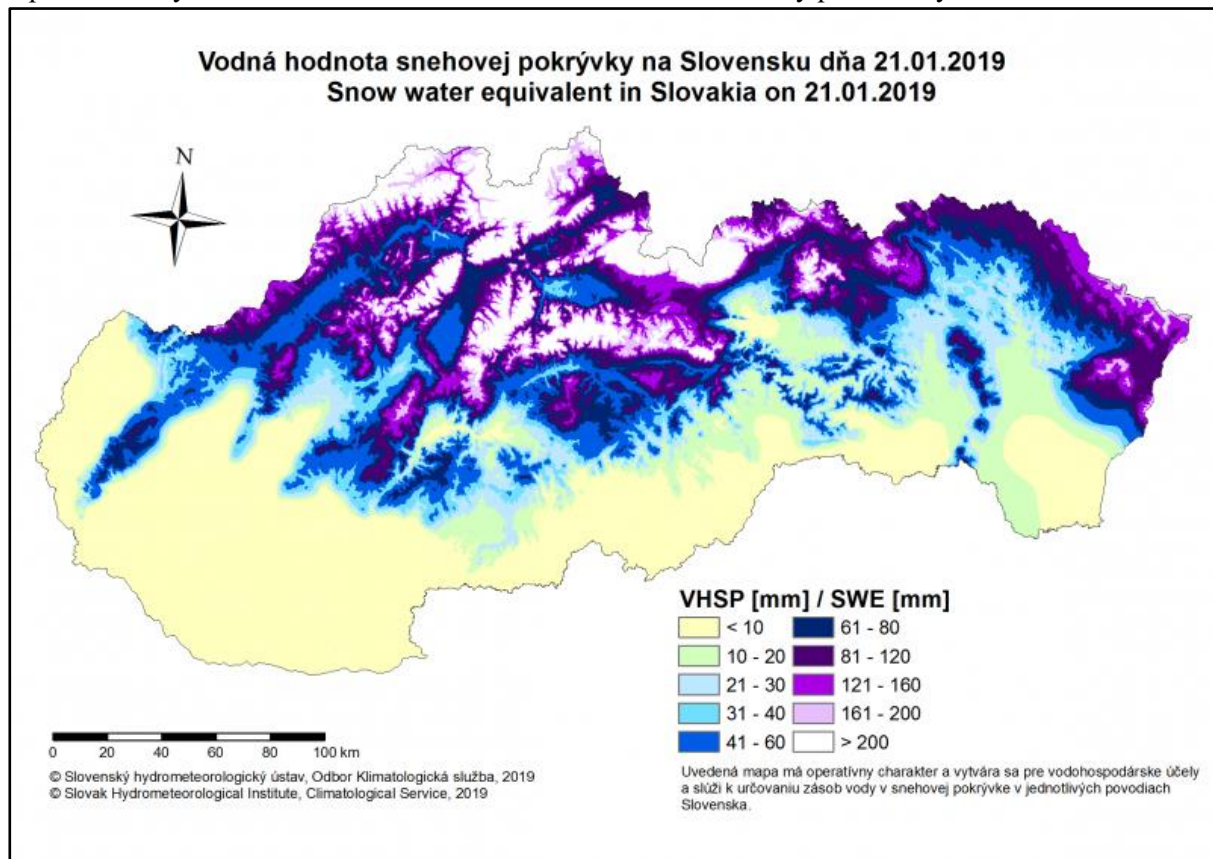 Vodná hodnota snehovej pokrývky na Slovensku dňa 21.01.2019
Snow water equivalent in Slovakia on 21.01.2019
N
VHSP [mm] / SWE [mm]
< 10 61 - 80
10 - 20 81 - 120
21 - 30 121 - 160
31 - 40 161 - 200
41 - 60 > 200
0 20 40 60 80 100 km
© Slovenský hydrometeorologický ústav, Odbor Klimatologická služba, 2019
© Slovak Hydrometeorological Institute, Climatological Service, 2019
Uvedená mapa má operatívny charakter a vytvára sa pre vodohospodárske účely
a slúži k určovaniu zásob vody v snehovej pokrývke v jednotlivých povodiach
Slovenska.